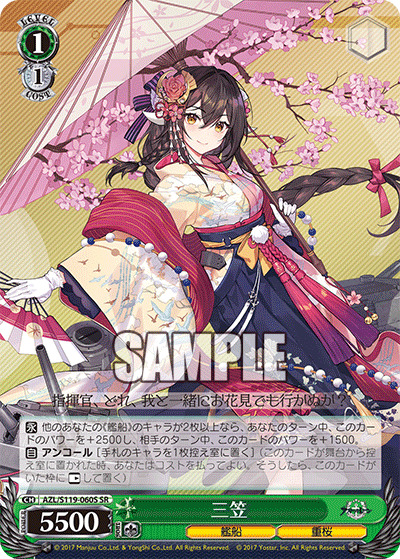 LEVEL
1
1
COST
SAMPLE
―指揮官、どれ、我と一緒にお花見でも行かぬか？
永 他のあなたの《艦船》のキャラが2枚以上なら、あなたのターン中、このカー
ドのパワーを＋2500し、相手のターン中、このカードのパワーを＋1500。
自 アンコール ［手札のキャラを1枚控え室に置く］ （このカードが舞台から
控え室に置かれた時、あなたはコストを払ってよい。そうしたら、このカード
がいた枠に置く）
CH AZL/S119-060S SR
5500
三笠
艦船
重桜
© 2017 Manjuu Co.,Ltd. & YongShi Co.,Ltd. All Rights Reserved. © 2017 Yostar, Inc. All Rights Reserved.